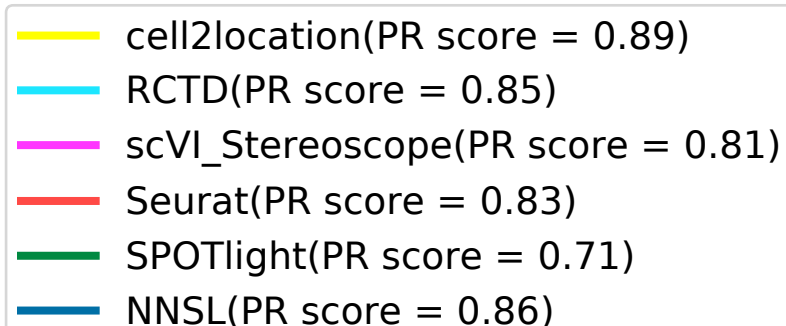 cell2location(PR score = 0.89)
RCTD(PR score = 0.85)
scVI_Stereoscope(PR score = 0.81)
Seurat(PR score = 0.83)
SPOTlight(PR score = 0.71)
NNSL(PR score = 0.86)